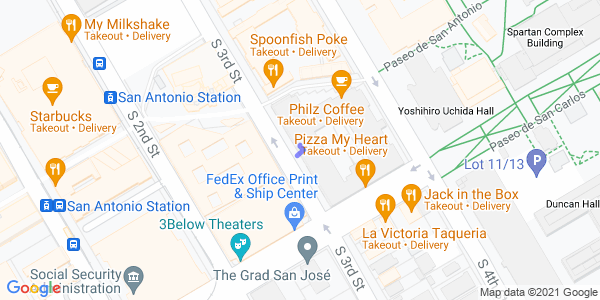 My Milkshake
Takeout • Delivery
S 3rd St
Spoonfish Poke
Takeout • Delivery
Paseo de San Antonio
Spartan Complex
Building
Starbucks
Takeout • Delivery
San Antonio Station
Philz Coffee
Takeout • Delivery
Yoshihiro Uchida Hall
Paseo de San Carlos
S 2nd St
Pizza My Heart
Takeout • Delivery
Lot 11/13
P
FedEx Office Print
& Ship Center
Jack in the Box
Takeout • Delivery
San Antonio Station
Duncan Hall
3Below Theaters
La Victoria Taqueria
Takeout • Delivery
The Grad San José
S 3rd St
S 4th
Social Security
Administration
Google
Map data ©2021 Google